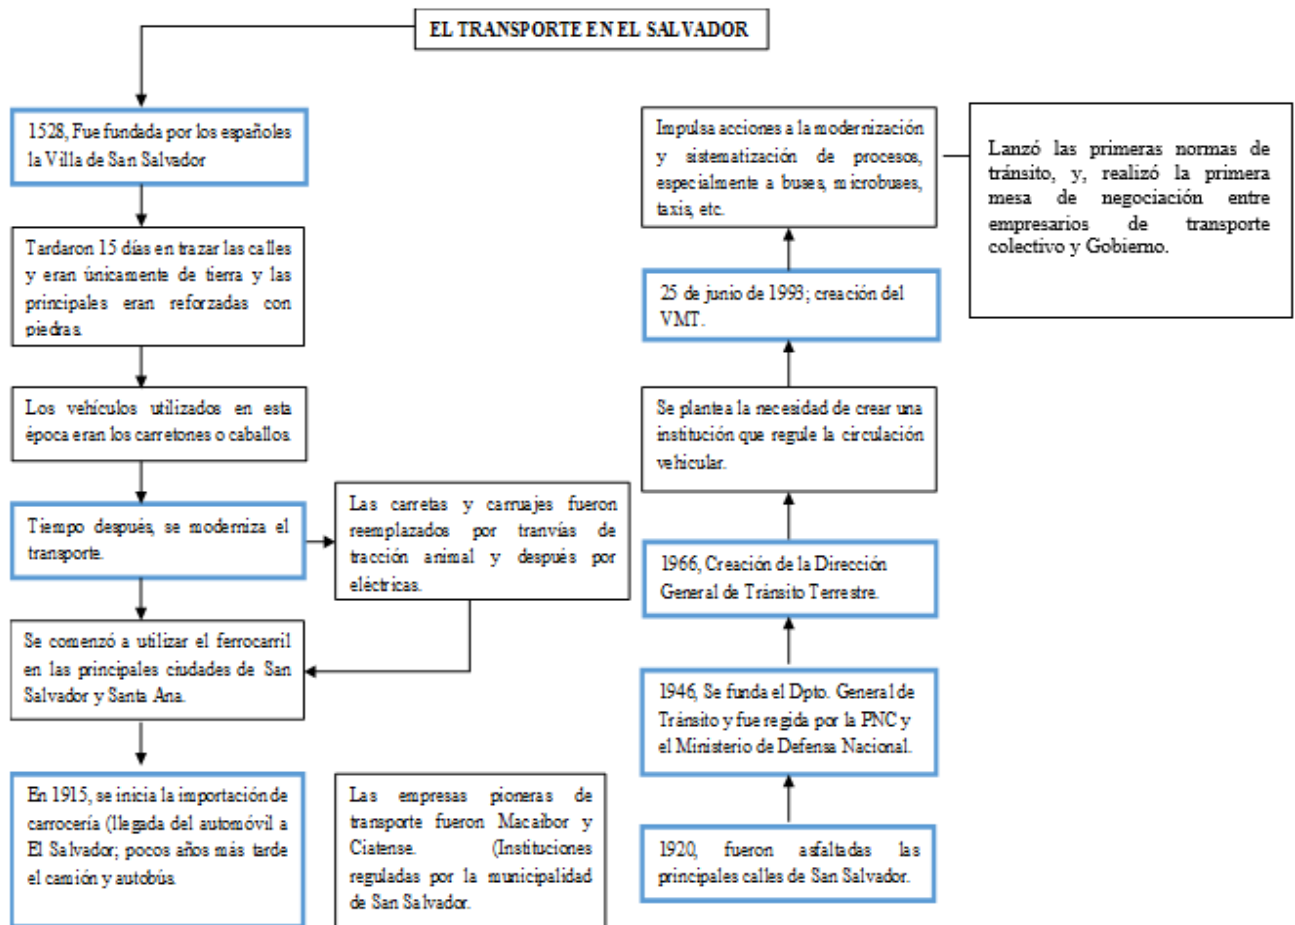 EL TRANSPORTE EN EL SALVADOR
1528, Fue fundada por los españoles
la Villa de San Salvador
Tardaron 15 días en trazar las calles
y eran únicamente de tierra y las
principales eran reforzadas con
piedras.
Los vehículos utilizados en esta
época eran los carretones o caballos.
Tiempo después, se moderniza el
transporte.
Las carretas y carruajes fueron
reemplazados por tranvías de
tracción animal y después por
eléctricas.
Se comenzó a utilizar el ferrocarril
en las principales ciudades de San
Salvador y Santa Ana.
En 1915, se inicia la importación de
carrocería (llegada del automóvil a
El Salvador; pocos años más tarde
el camión y autobús.
Las empresas pioneras de
transporte fueron Macaibor y
Ciatense. (Instituciones
reguladas por la municipalidad
de San Salvador.
1920, fueron asfaltadas las
principales calles de San Salvador.
1946, Se funda el Dpto. General de
Tránsito y fue regida por la PNC y
el Ministerio de Defensa Nacional.
1966, Creación de la Dirección
General de Tránsito Terrestre.
Se plantea la necesidad de crear una
institución que regule la circulación
vehicular.
25 de junio de 1993; creación del
VMT.
Impulsa acciones a la modernización
y sistematización de procesos,
especialmente a buses, microbuses,
taxis, etc.
Lanzó las primeras normas de
tránsito, y, realizó la primera
mesa de negociación entre
empresarios de transporte
colectivo y Gobierno.